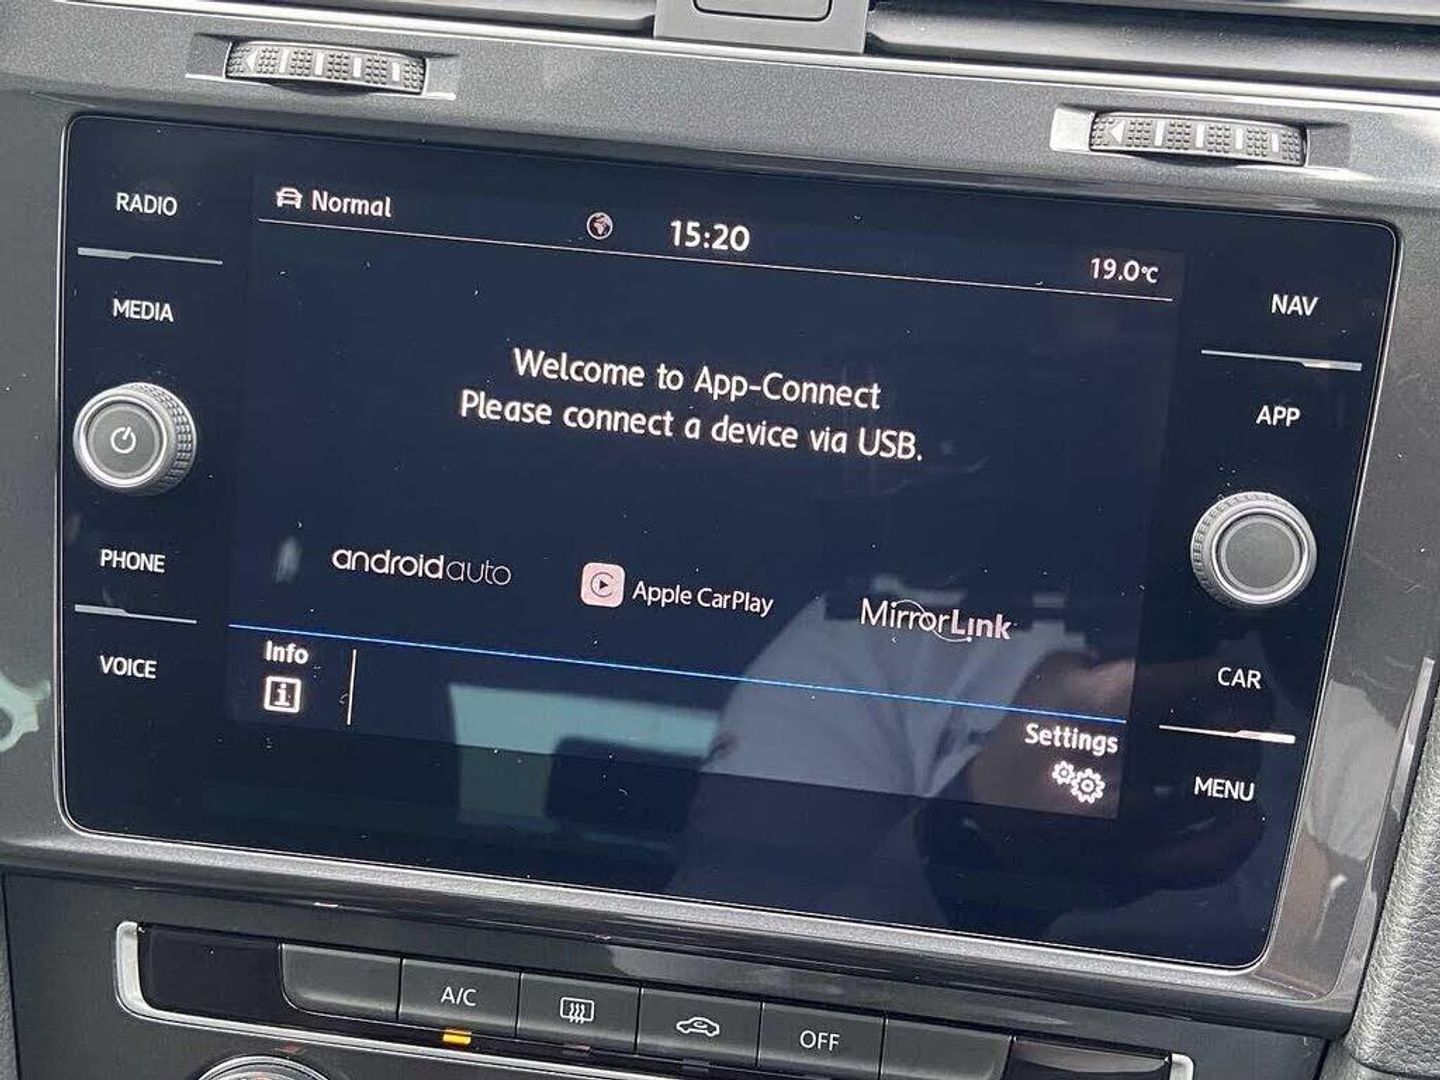 RADIO
MEDIA
PHONE
VOICE
Normal
15:20
19.0°C
Welcome to App-Connect
Please connect a device via USB.
androidauto
Apple CarPlay
MirrorLink
Info
Settings
NAV
APP
CAR
MENU
A/C
OFF